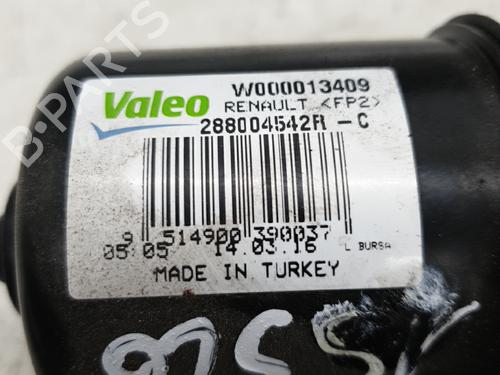 Valeo
W000013409
RENAULT <FP2>
288004542R - C
9 514900 390037
05:05 14.03.16 L BURSA
MADE IN TURKEY
B-PARTS